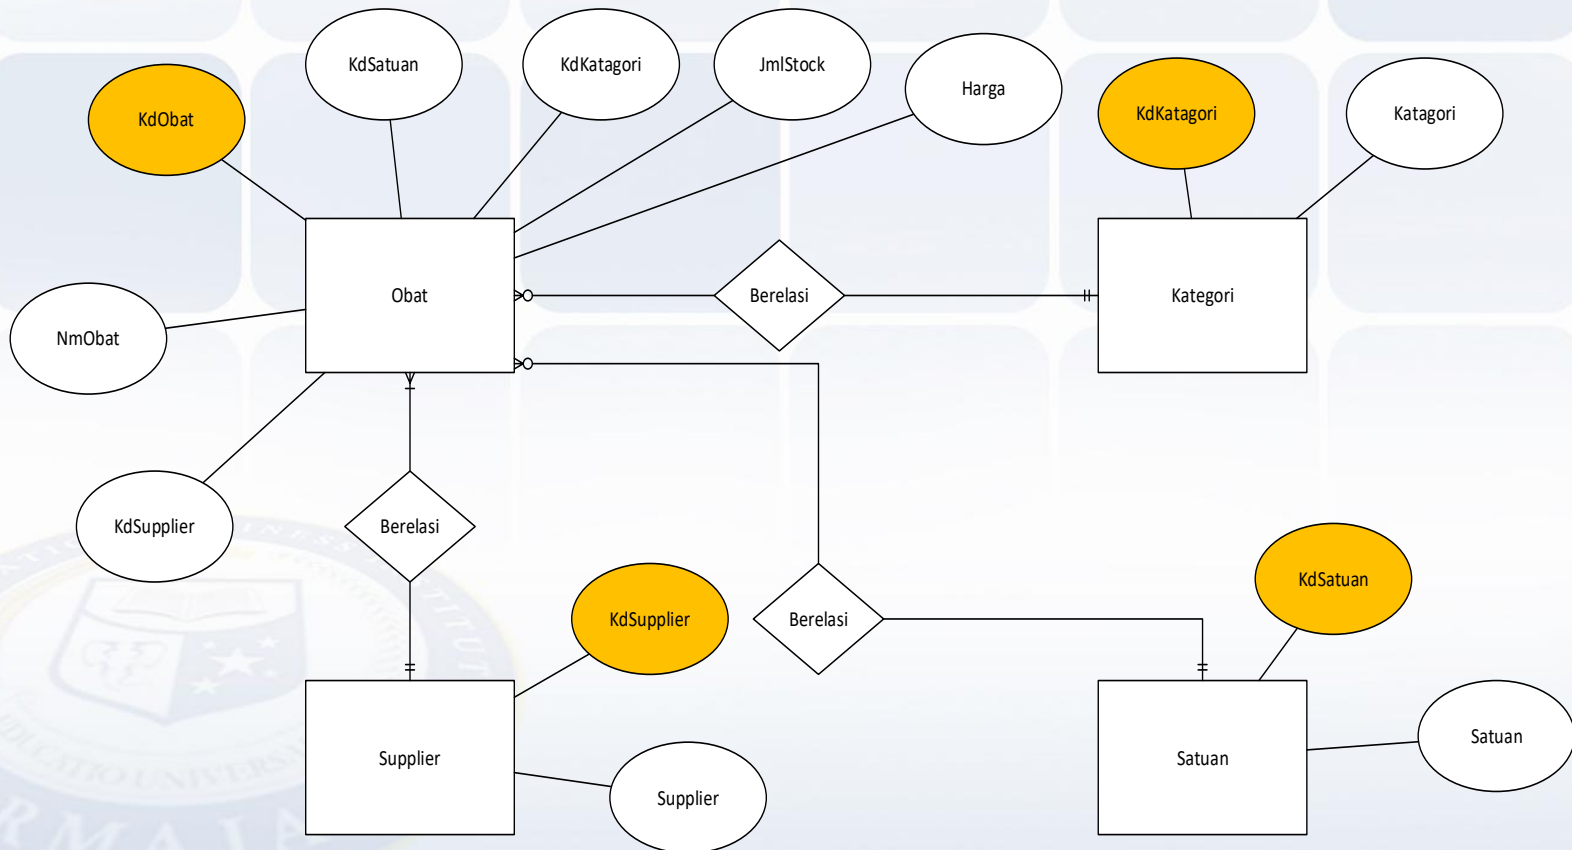 KdSatuan
KdKatagori
JmlStock
Harga
KdObat
KdKatagori
Katagori
Obat
Berelasi
Kategori
NmObat
KdSupplier
Berelasi
KdSupplier
Berelasi
KdSatuan
Supplier
Supplier
Satuan
Satuan